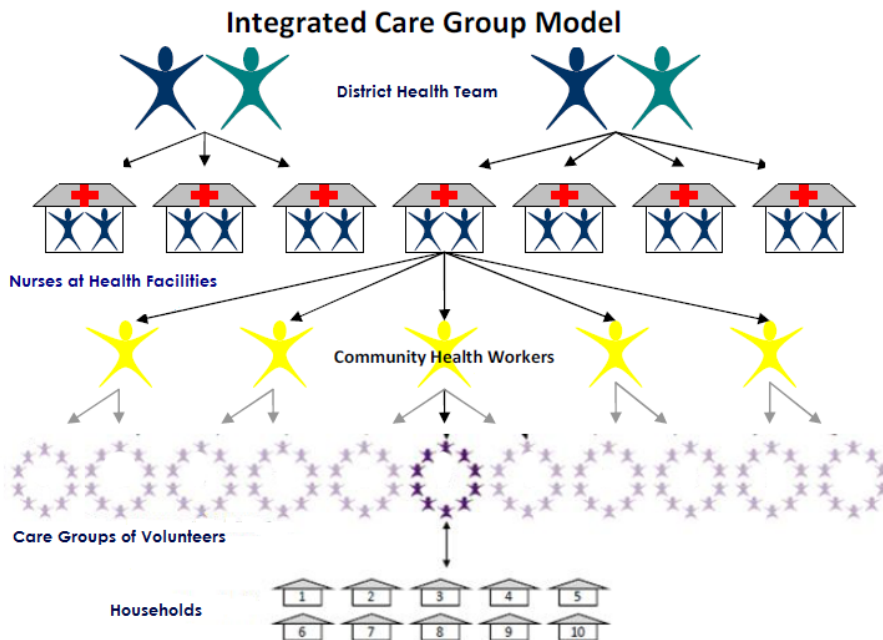 Integrated Care Group Model
District Health Team
Nurses at Health Facilities
Community Health Workers
Care Groups of Volunteers
1 2 3 4 5
Households
6 7 8 9 10